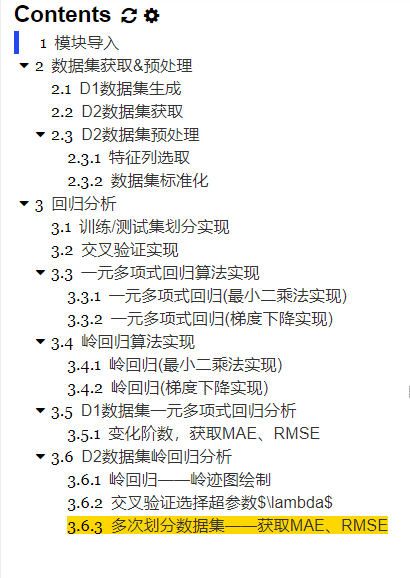 Contents
1 模块导入
2 数据集获取&预处理
2.1 D1数据集生成
2.2 D2数据集获取
2.3 D2数据集预处理
2.3.1 特征列选取
2.3.2 数据集标准化
3 回归分析
3.1 训练/测试集划分实现
3.2 交叉验证实现
3.3 一元多项式回归算法实现
3.3.1 一元多项式回归(最小二乘法实现)
3.3.2 一元多项式回归(梯度下降实现)
3.4 岭回归算法实现
3.4.1 岭回归(最小二乘法实现)
3.4.2 岭回归(梯度下降实现)
3.5 D1数据集一元多项式回归分析
3.5.1 变化阶数，获取MAE、RMSE
3.6 D2数据集岭回归分析
3.6.1 岭回归——岭迹图绘制
3.6.2 交叉验证选择超参数$\lambda$
3.6.3 多次划分数据集——获取MAE、RMSE